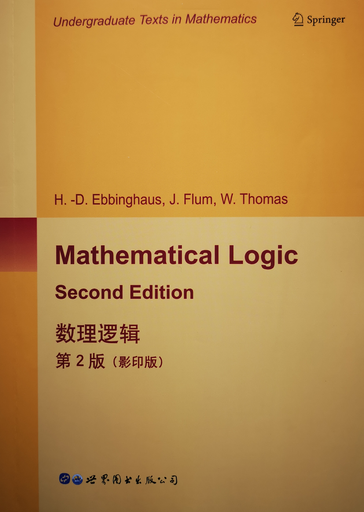 Undergraduate Texts in Mathematics
Springer
H. -D. Ebbinghaus, J. Flum, W. Thomas
Mathematical Logic
Second Edition
数理逻辑
第 2 版（影印版）
世界图书出版公司